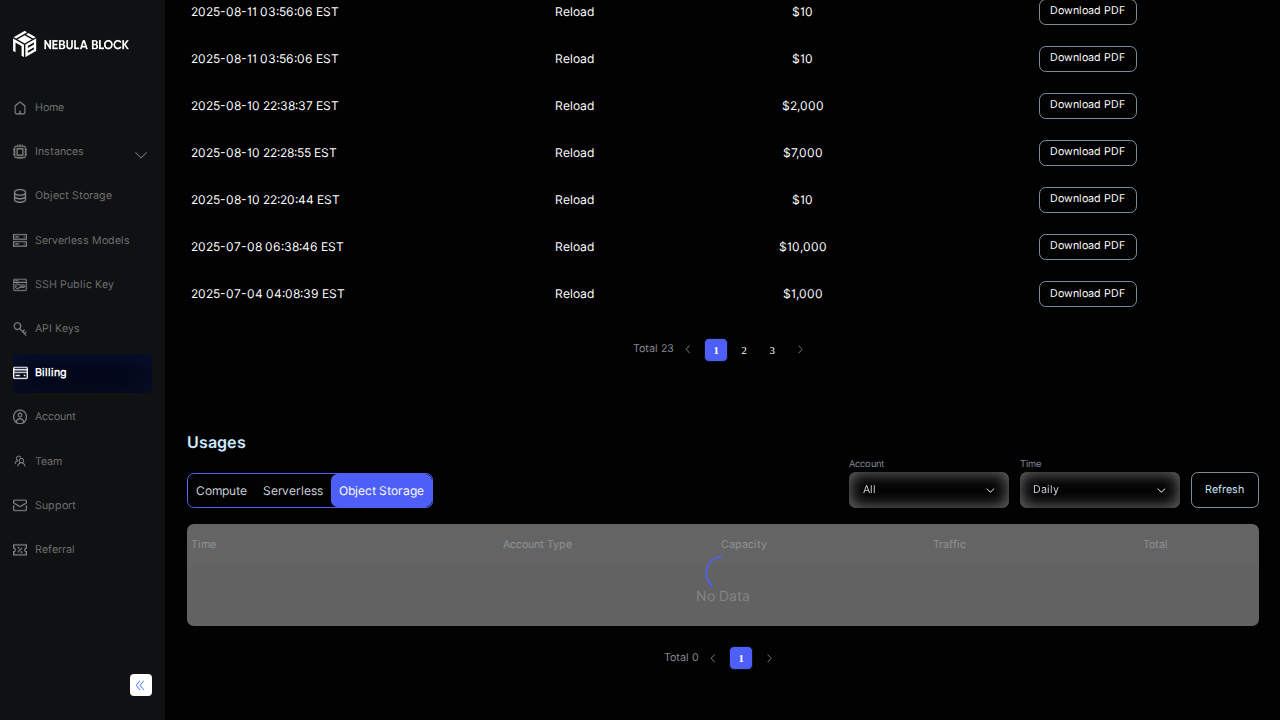 NEBULA BLOCK
Home
Instances
Object Storage
Serverless Models
SSH Public Key
API Keys
Billing
Account
Team
Support
Referral
2025-08-11 03:56:06 EST Reload $10 Download PDF
2025-08-11 03:56:06 EST Reload $10 Download PDF
2025-08-10 22:38:37 EST Reload $2,000 Download PDF
2025-08-10 22:28:55 EST Reload $7,000 Download PDF
2025-08-10 22:20:44 EST Reload $10 Download PDF
2025-07-08 06:38:46 EST Reload $10,000 Download PDF
2025-07-04 04:08:39 EST Reload $1,000 Download PDF
Total 23 1 2 3
Usages
Account Time
Compute Serverless Object Storage All Daily Refresh
Time Account Type Capacity Traffic Total
No Data
Total 0 1